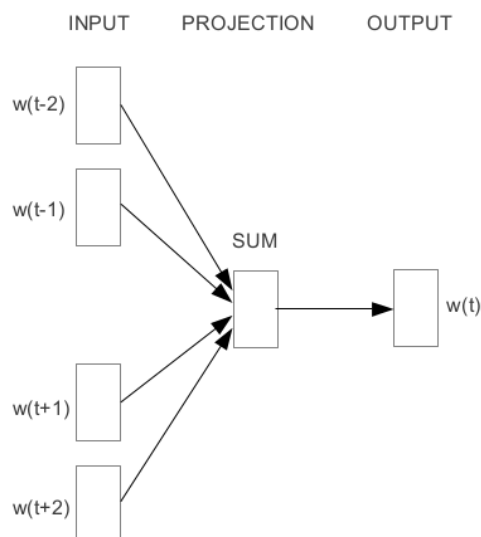 INPUT PROJECTION OUTPUT
w(t-2)
w(t-1)
SUM
w(t)
w(t+1)
w(t+2)